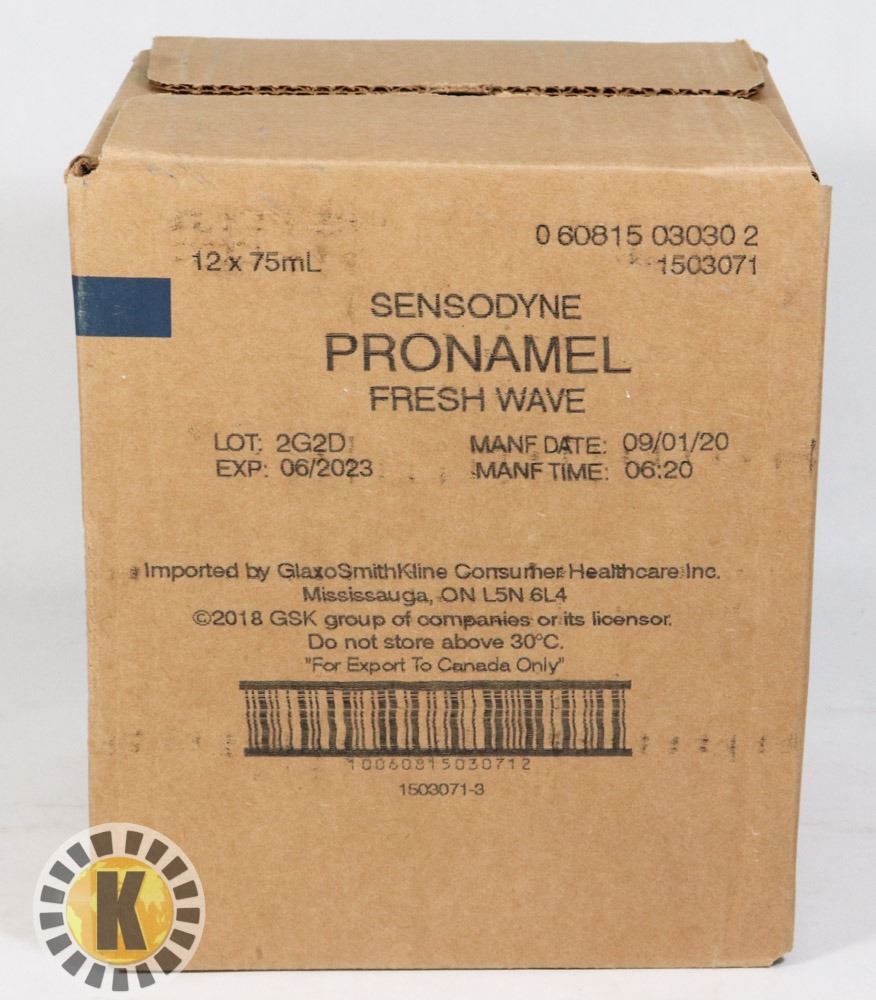 0 60815 03030 2
12 x 75mL
1503071
SENSODYNE
PRONAMEL
FRESH WAVE
LOT: 2G2D
MANF DATE: 09/01/20
EXP: 06/2023
MANF TIME: 06:20
Imported by GlaxoSmithKline Consumer Healthcare Inc.
Mississauga, ON L5N 6L4
©2018 GSK group of companies or its licensor.
Do not store above 30°C.
"For Export To Canada Only"
10060815030712
1503071-3
K